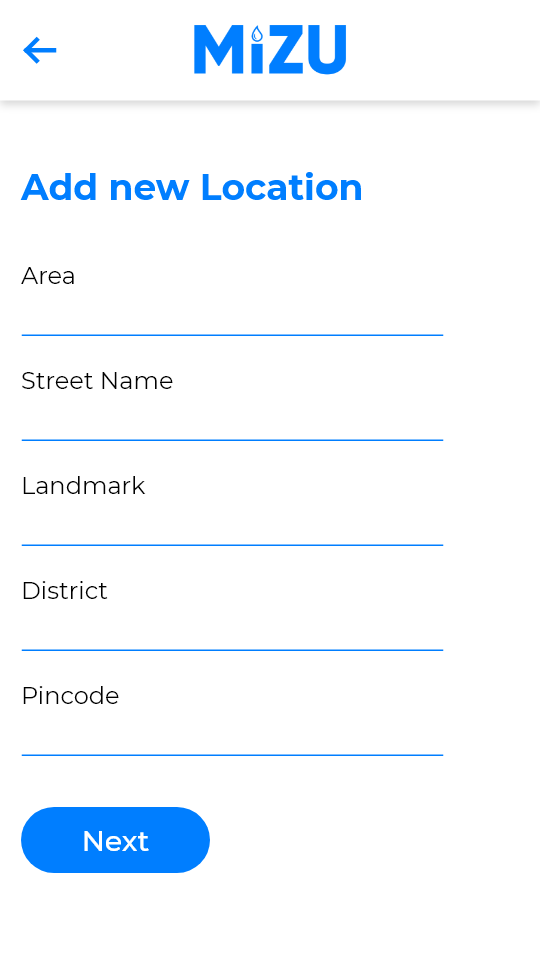 MiZU
Add new Location
Area
Street Name
Landmark
District
Pincode
Next